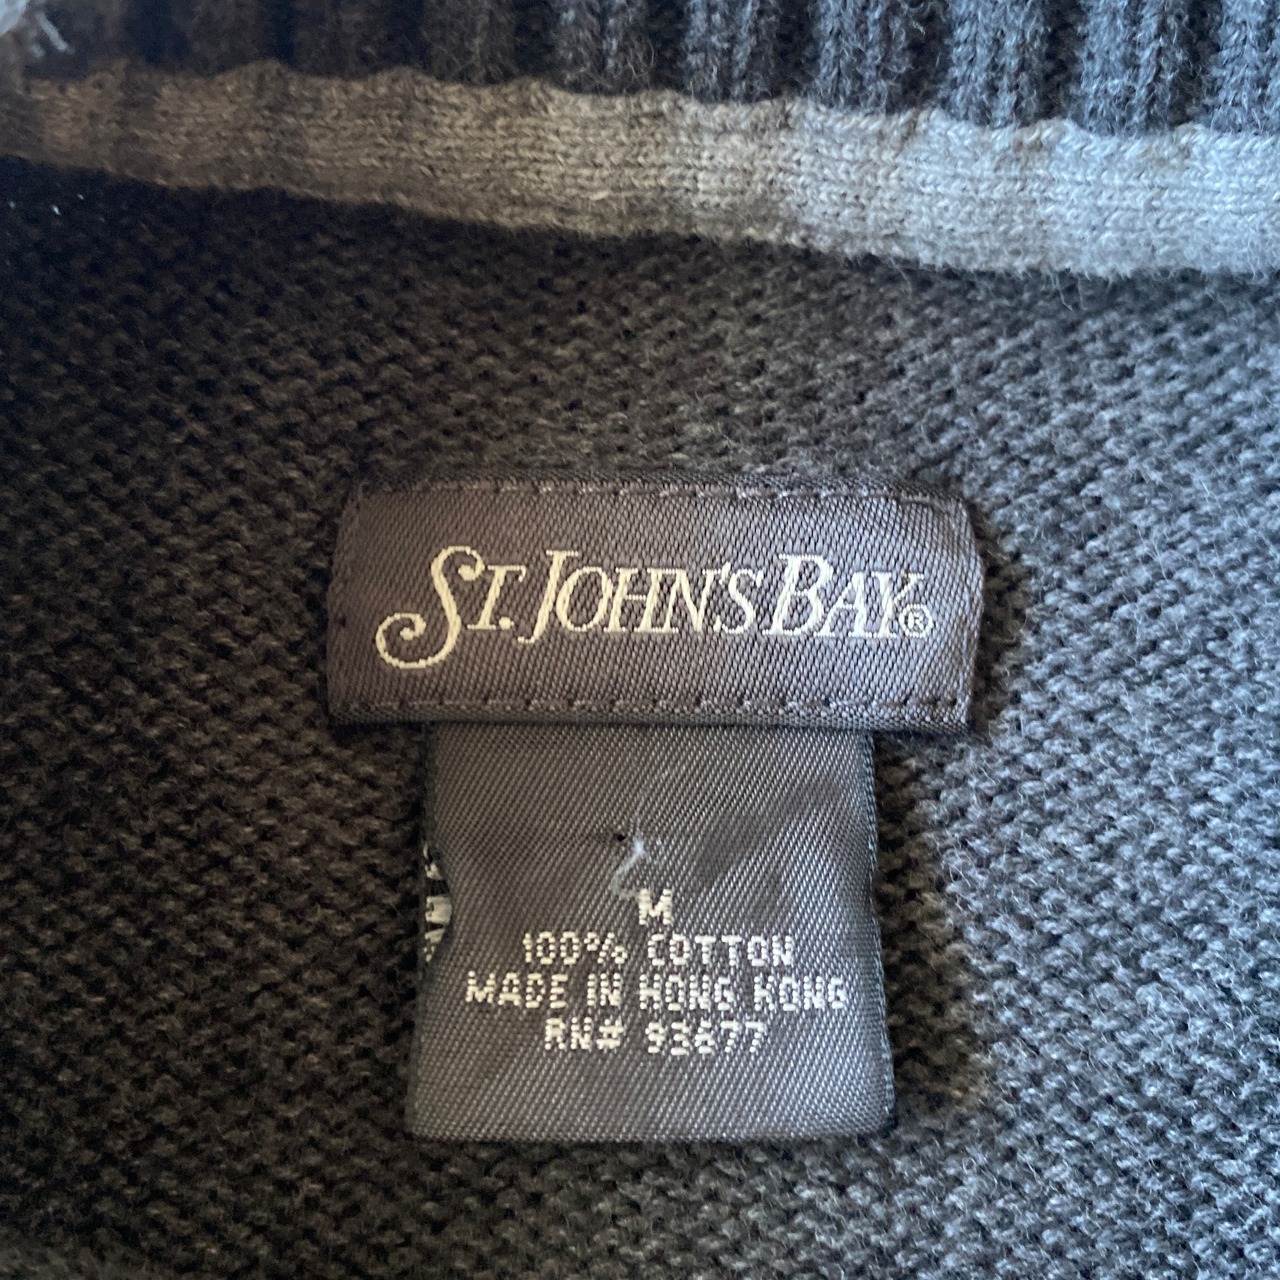 ST. JOHN'S BAY®
M
100% COTTON
MADE IN HONG KONG
RN# 93677